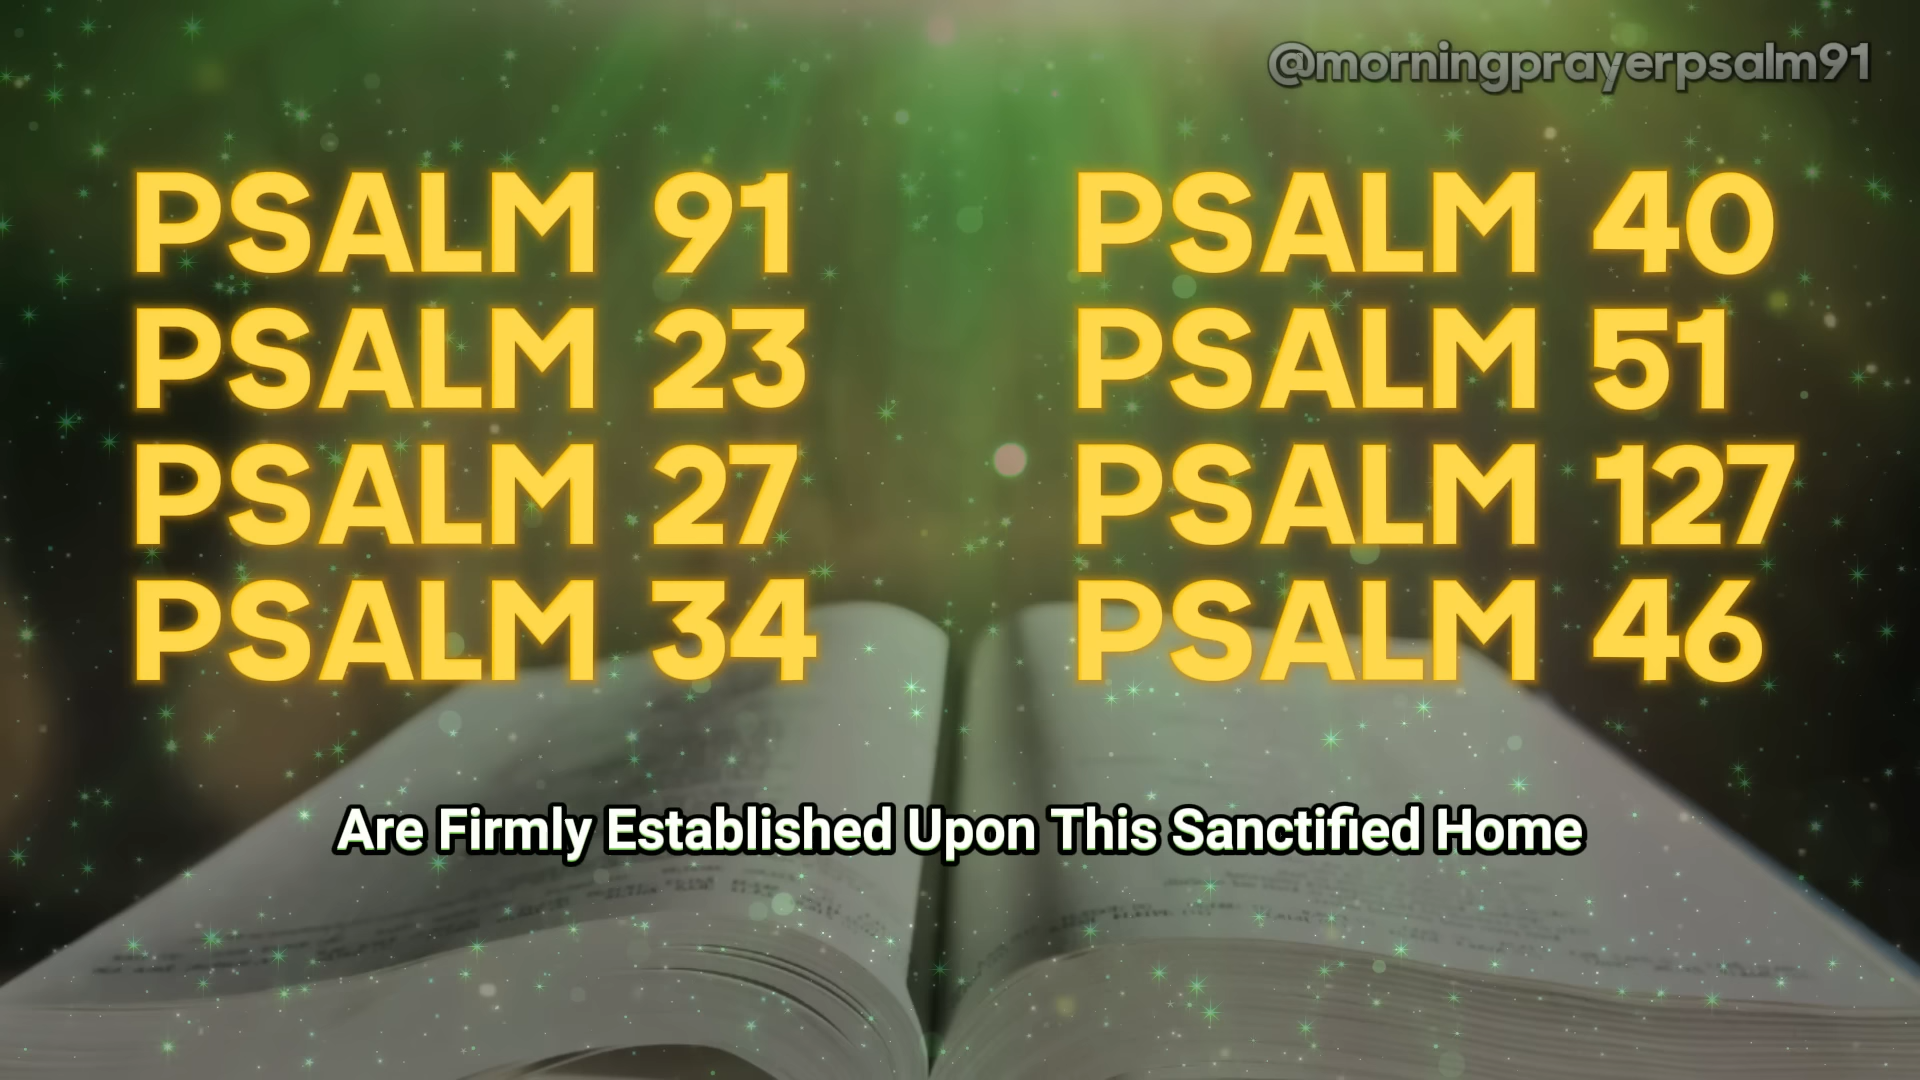 @morningprayerpsalm91
PSALM 91
PSALM 23
PSALM 27
PSALM 34
PSALM 40
PSALM 51
PSALM 127
PSALM 46
Are Firmly Established Upon This Sanctified Home